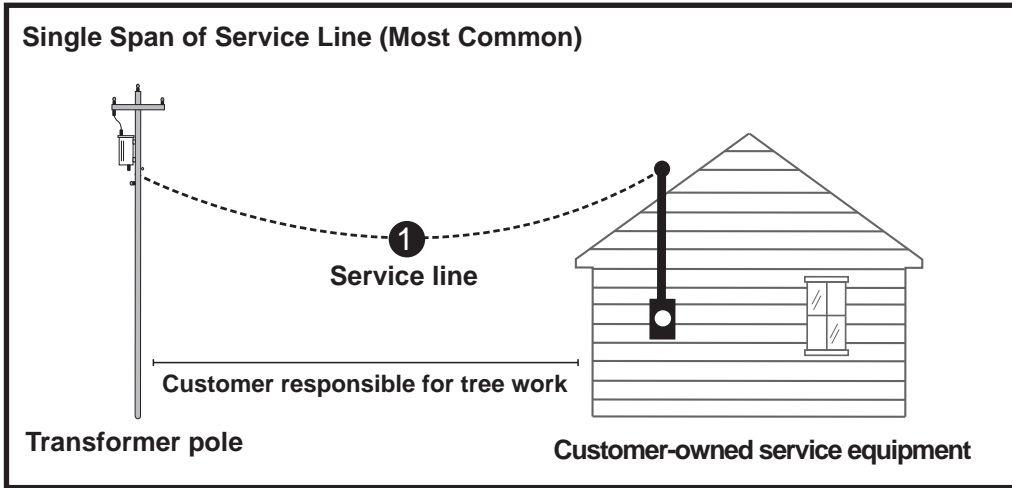 Single Span of Service Line (Most Common)
1
Service line
Customer responsible for tree work
Transformer pole
Customer-owned service equipment